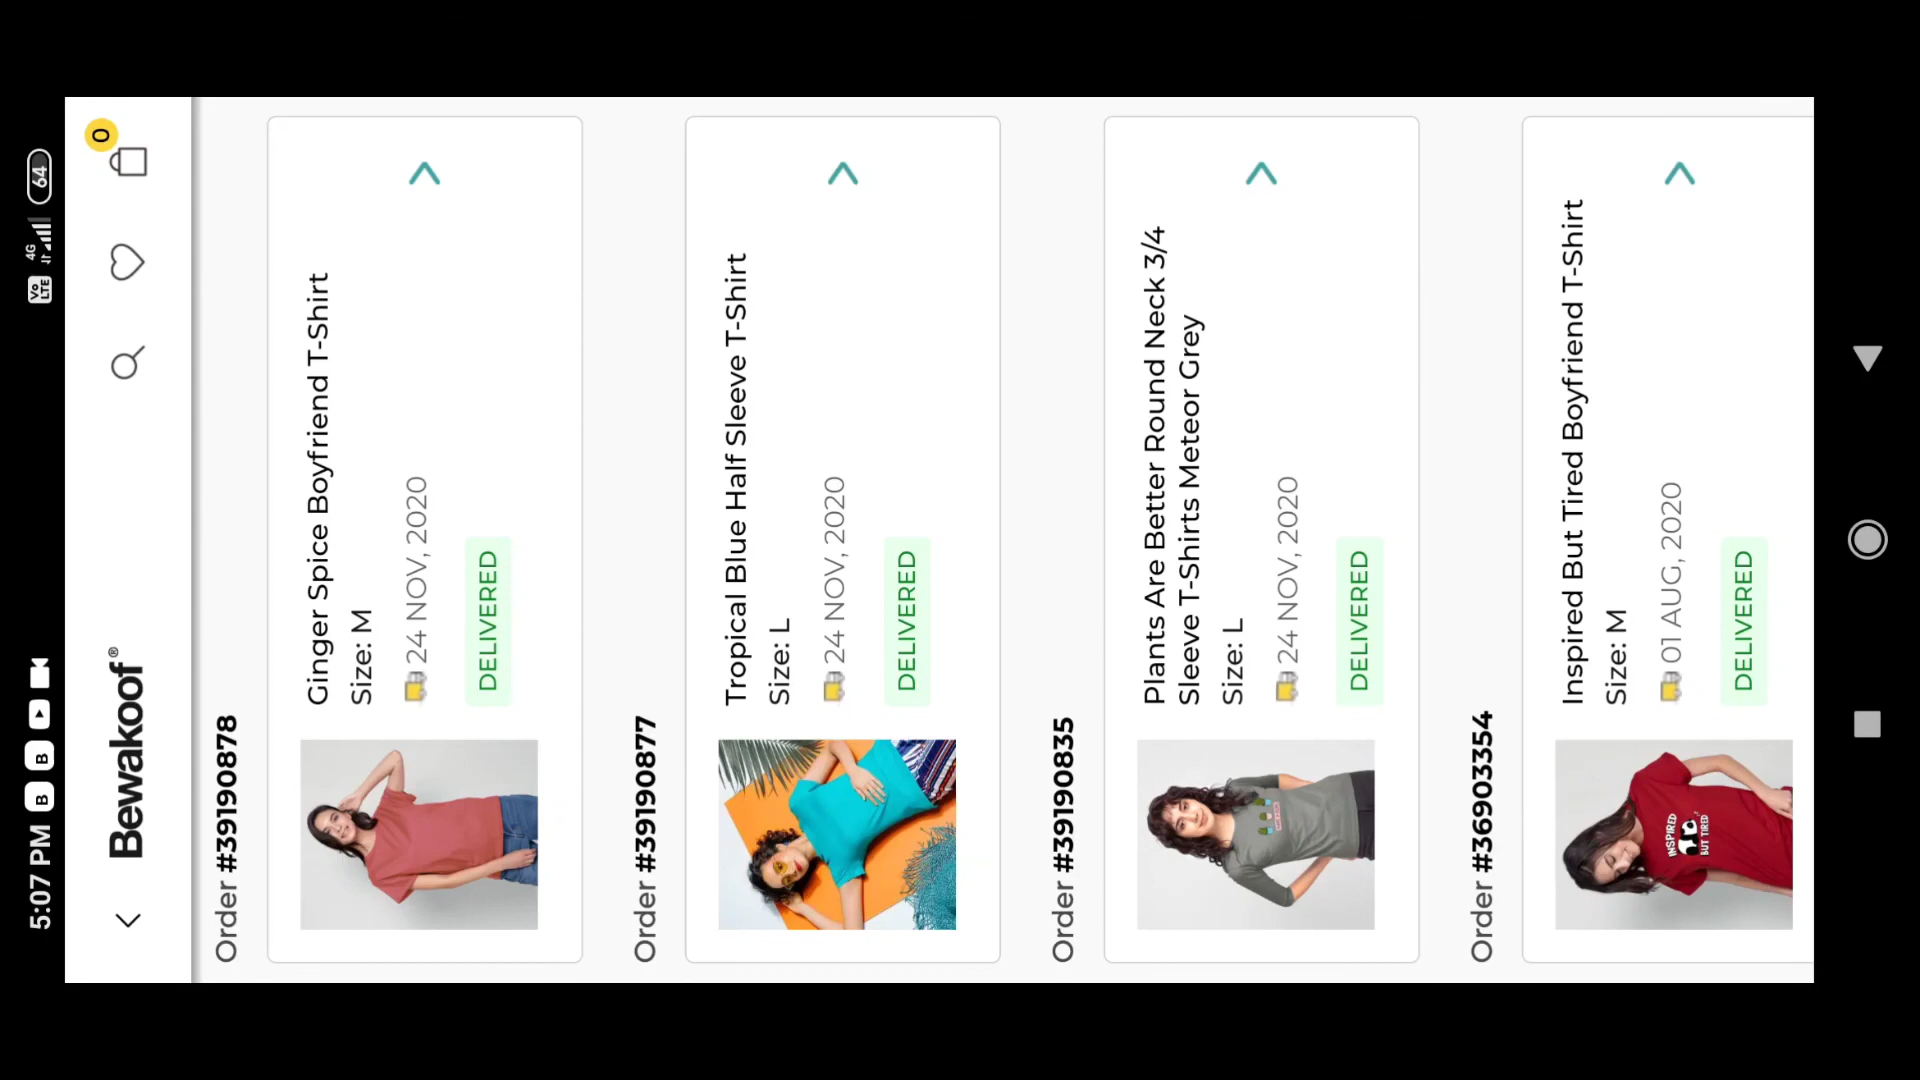 5:07 PM B B Vo LTE 4G 64
Bewakoof®
0
Order #39190878
Ginger Spice Boyfriend T-Shirt
Size: M
24 NOV, 2020
DELIVERED
Order #39190877
Tropical Blue Half Sleeve T-Shirt
Size: L
24 NOV, 2020
DELIVERED
Order #39190835
Plants Are Better Round Neck 3/4
Sleeve T-Shirts Meteor Grey
Size: L
24 NOV, 2020
DELIVERED
Order #36903354
Inspired But Tired Boyfriend T-Shirt
Size: M
01 AUG, 2020
DELIVERED
INSPIRED
BUT TIRED